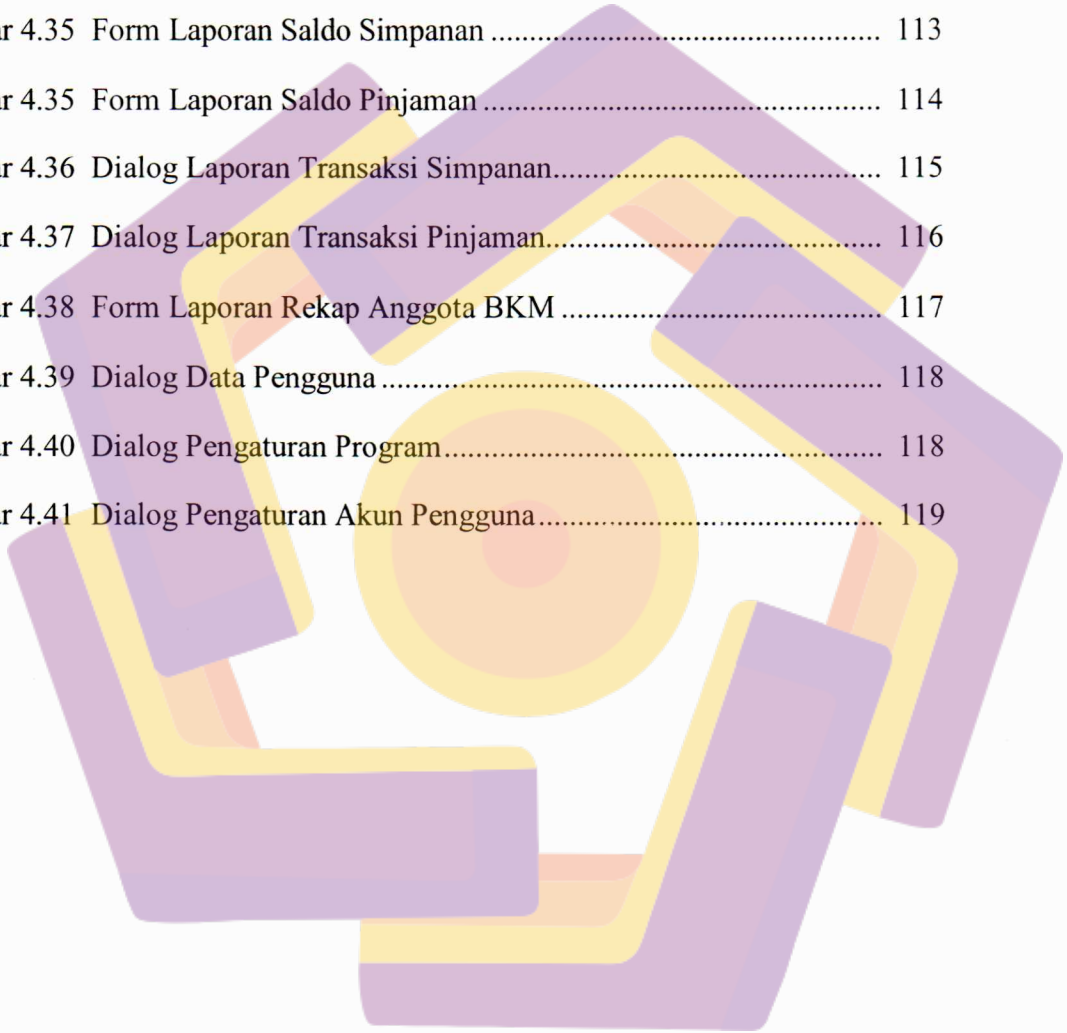 r 4.35 Form Laporan Saldo Simpanan ................................................. 113
r 4.35 Form Laporan Saldo Pinjaman .................................................. 114
r 4.36 Dialog Laporan Transaksi Simpanan......................................... 115
r 4.37 Dialog Laporan Transaksi Pinjaman.......................................... 116
r 4.38 Form Laporan Rekap Anggota BKM ........................................ 117
r 4.39 Dialog Data Pengguna ............................................................... 118
r 4.40 Dialog Pengaturan Program....................................................... 118
r 4.41 Dialog Pengaturan Akun Pengguna........................................... 119